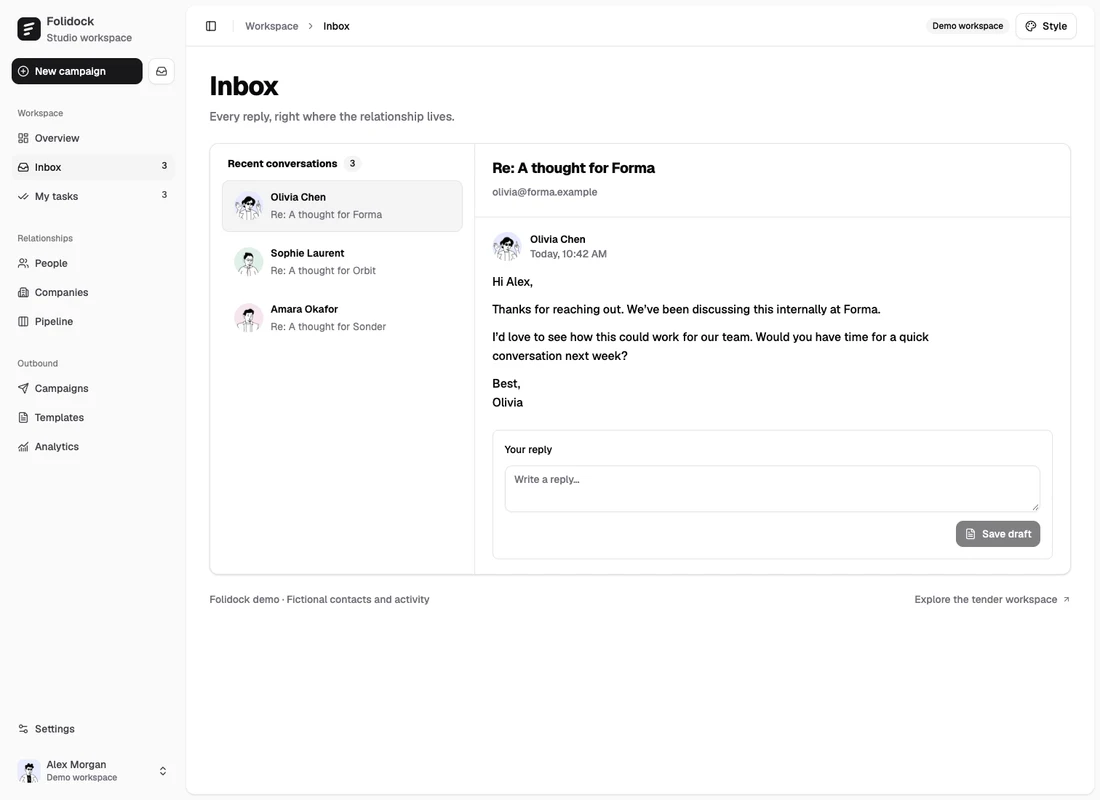 Folidock
Studio workspace
New campaign
Workspace
Overview
Inbox 3
My tasks 3
Relationships
People
Companies
Pipeline
Outbound
Campaigns
Templates
Analytics
Settings
Alex Morgan
Demo workspace
Workspace > Inbox
Demo workspace
Style
Inbox
Every reply, right where the relationship lives.
Recent conversations 3
Olivia Chen
Re: A thought for Forma
Sophie Laurent
Re: A thought for Orbit
Amara Okafor
Re: A thought for Sonder
Re: A thought for Forma
olivia@forma.example
Olivia Chen
Today, 10:42 AM
Hi Alex,
Thanks for reaching out. We’ve been discussing this internally at Forma.
I’d love to see how this could work for our team. Would you have time for a quick
conversation next week?
Best,
Olivia
Your reply
Write a reply…
Save draft
Folidock demo · Fictional contacts and activity
Explore the tender workspace